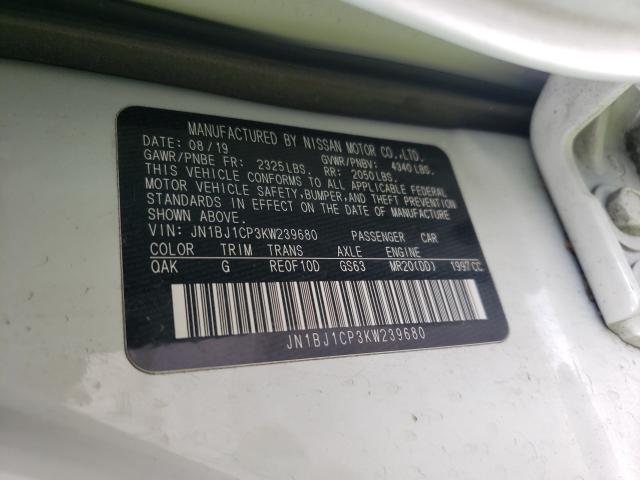 MANUFACTURED BY NISSAN MOTOR CO.,LTD.
DATE: 08/19 GVWR/PNBV: 4340 LBS.
GAWR/PNBE FR: 2325LBS. RR: 2050LBS.
THIS VEHICLE CONFORMS TO ALL APPLICABLE FEDERAL
MOTOR VEHICLE SAFETY,BUMPER,AND THEFT PREVENTION
STANDARDS IN EFFECT ON THE DATE OF MANUFACTURE
SHOWN ABOVE.
VIN: JN1BJ1CP3KW239680 PASSENGER CAR
COLOR TRIM TRANS AXLE ENGINE
QAK G RE0F10D GS63 MR20(DD) 1997CC
JN1BJ1CP3KW239680